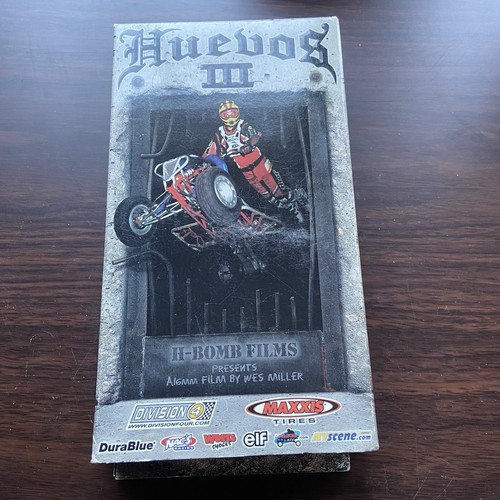 HUEVOS
III
H-BOMB FILMS
PRESENTS
A 16MM FILM BY WES MILLER
DIVISION 4
WWW.DIVISIONFOUR.COM
MAXXIS
TIRES
DuraBlue
elf
scene.com